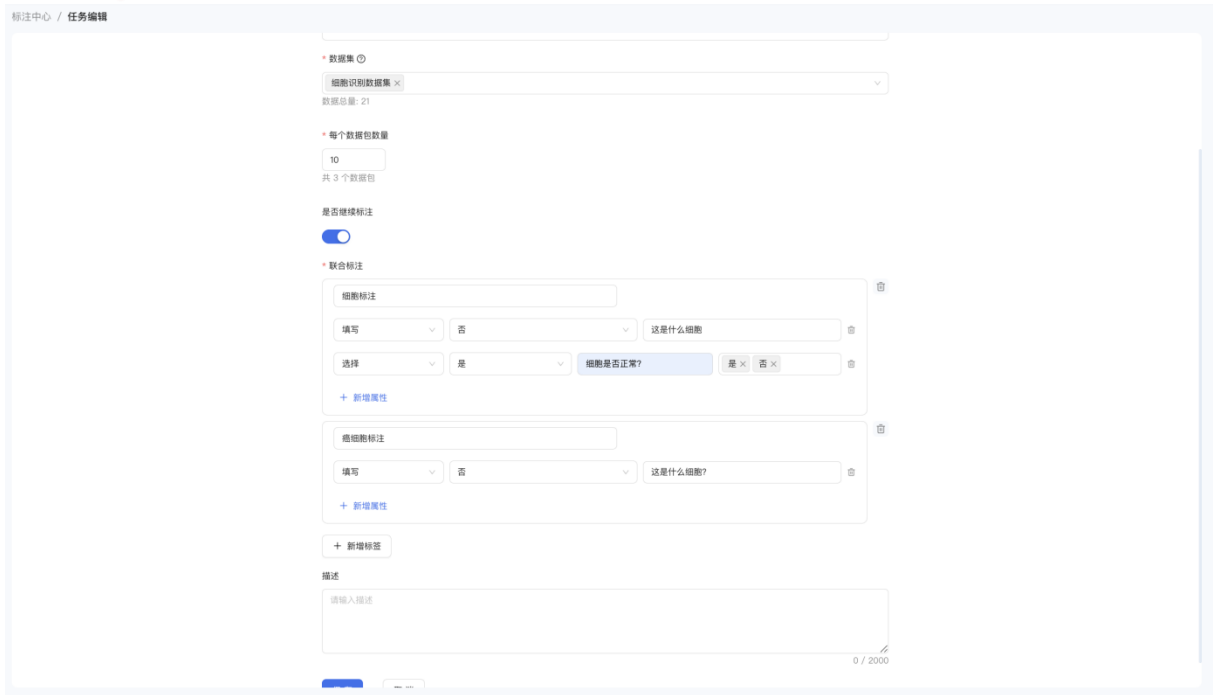 标注中心 / 任务编辑
* 数据集
细胞识别数据集 ×
数据总量: 21
* 每个数据包数量
10
共 3 个数据包
是否继续标注
* 联合标注
细胞标注
填写 否 这是什么细胞
选择 是 细胞是否正常? 是 × 否 ×
+ 新增属性
癌细胞标注
填写 否 这是什么细胞?
+ 新增属性
+ 新增标签
描述
请输入描述
0 / 2000